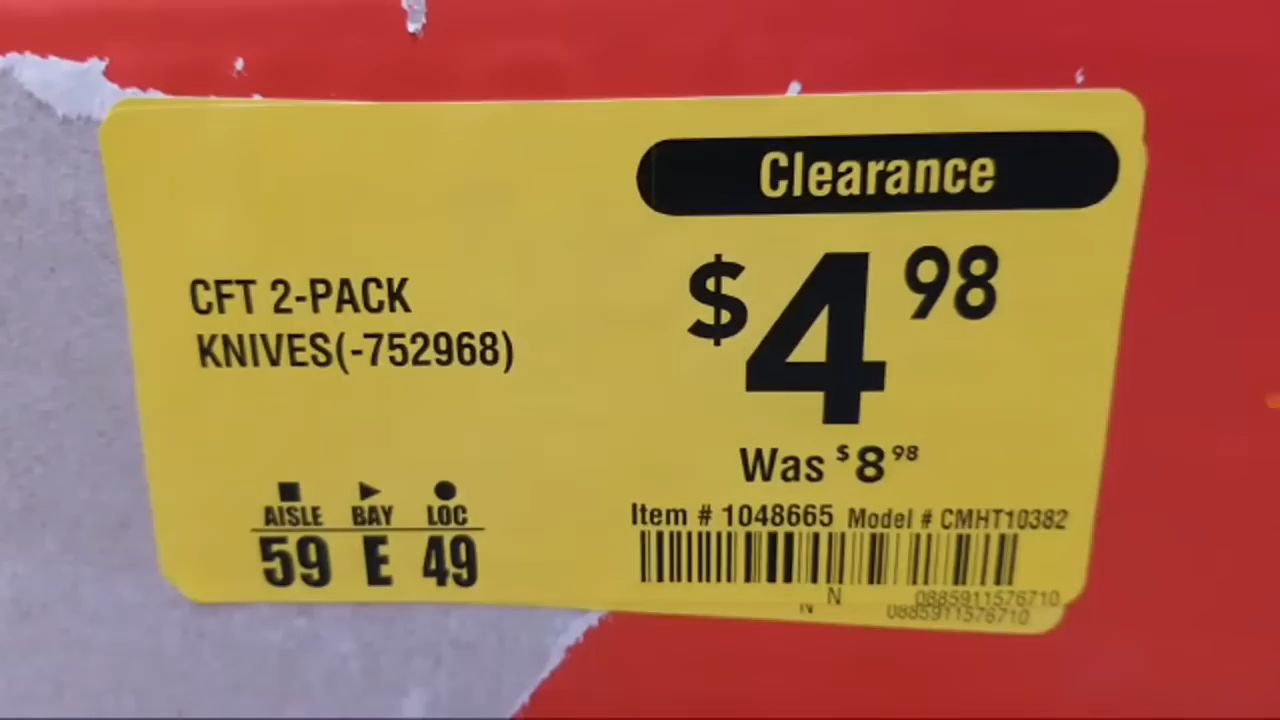 Clearance
CFT 2-PACK
KNIVES(-752968)
$4 98
Was $8 98
AISLE BAY LOC
59 E 49
Item # 1048665 Model # CMHT10382
N 0885911576710
N 0885911576710